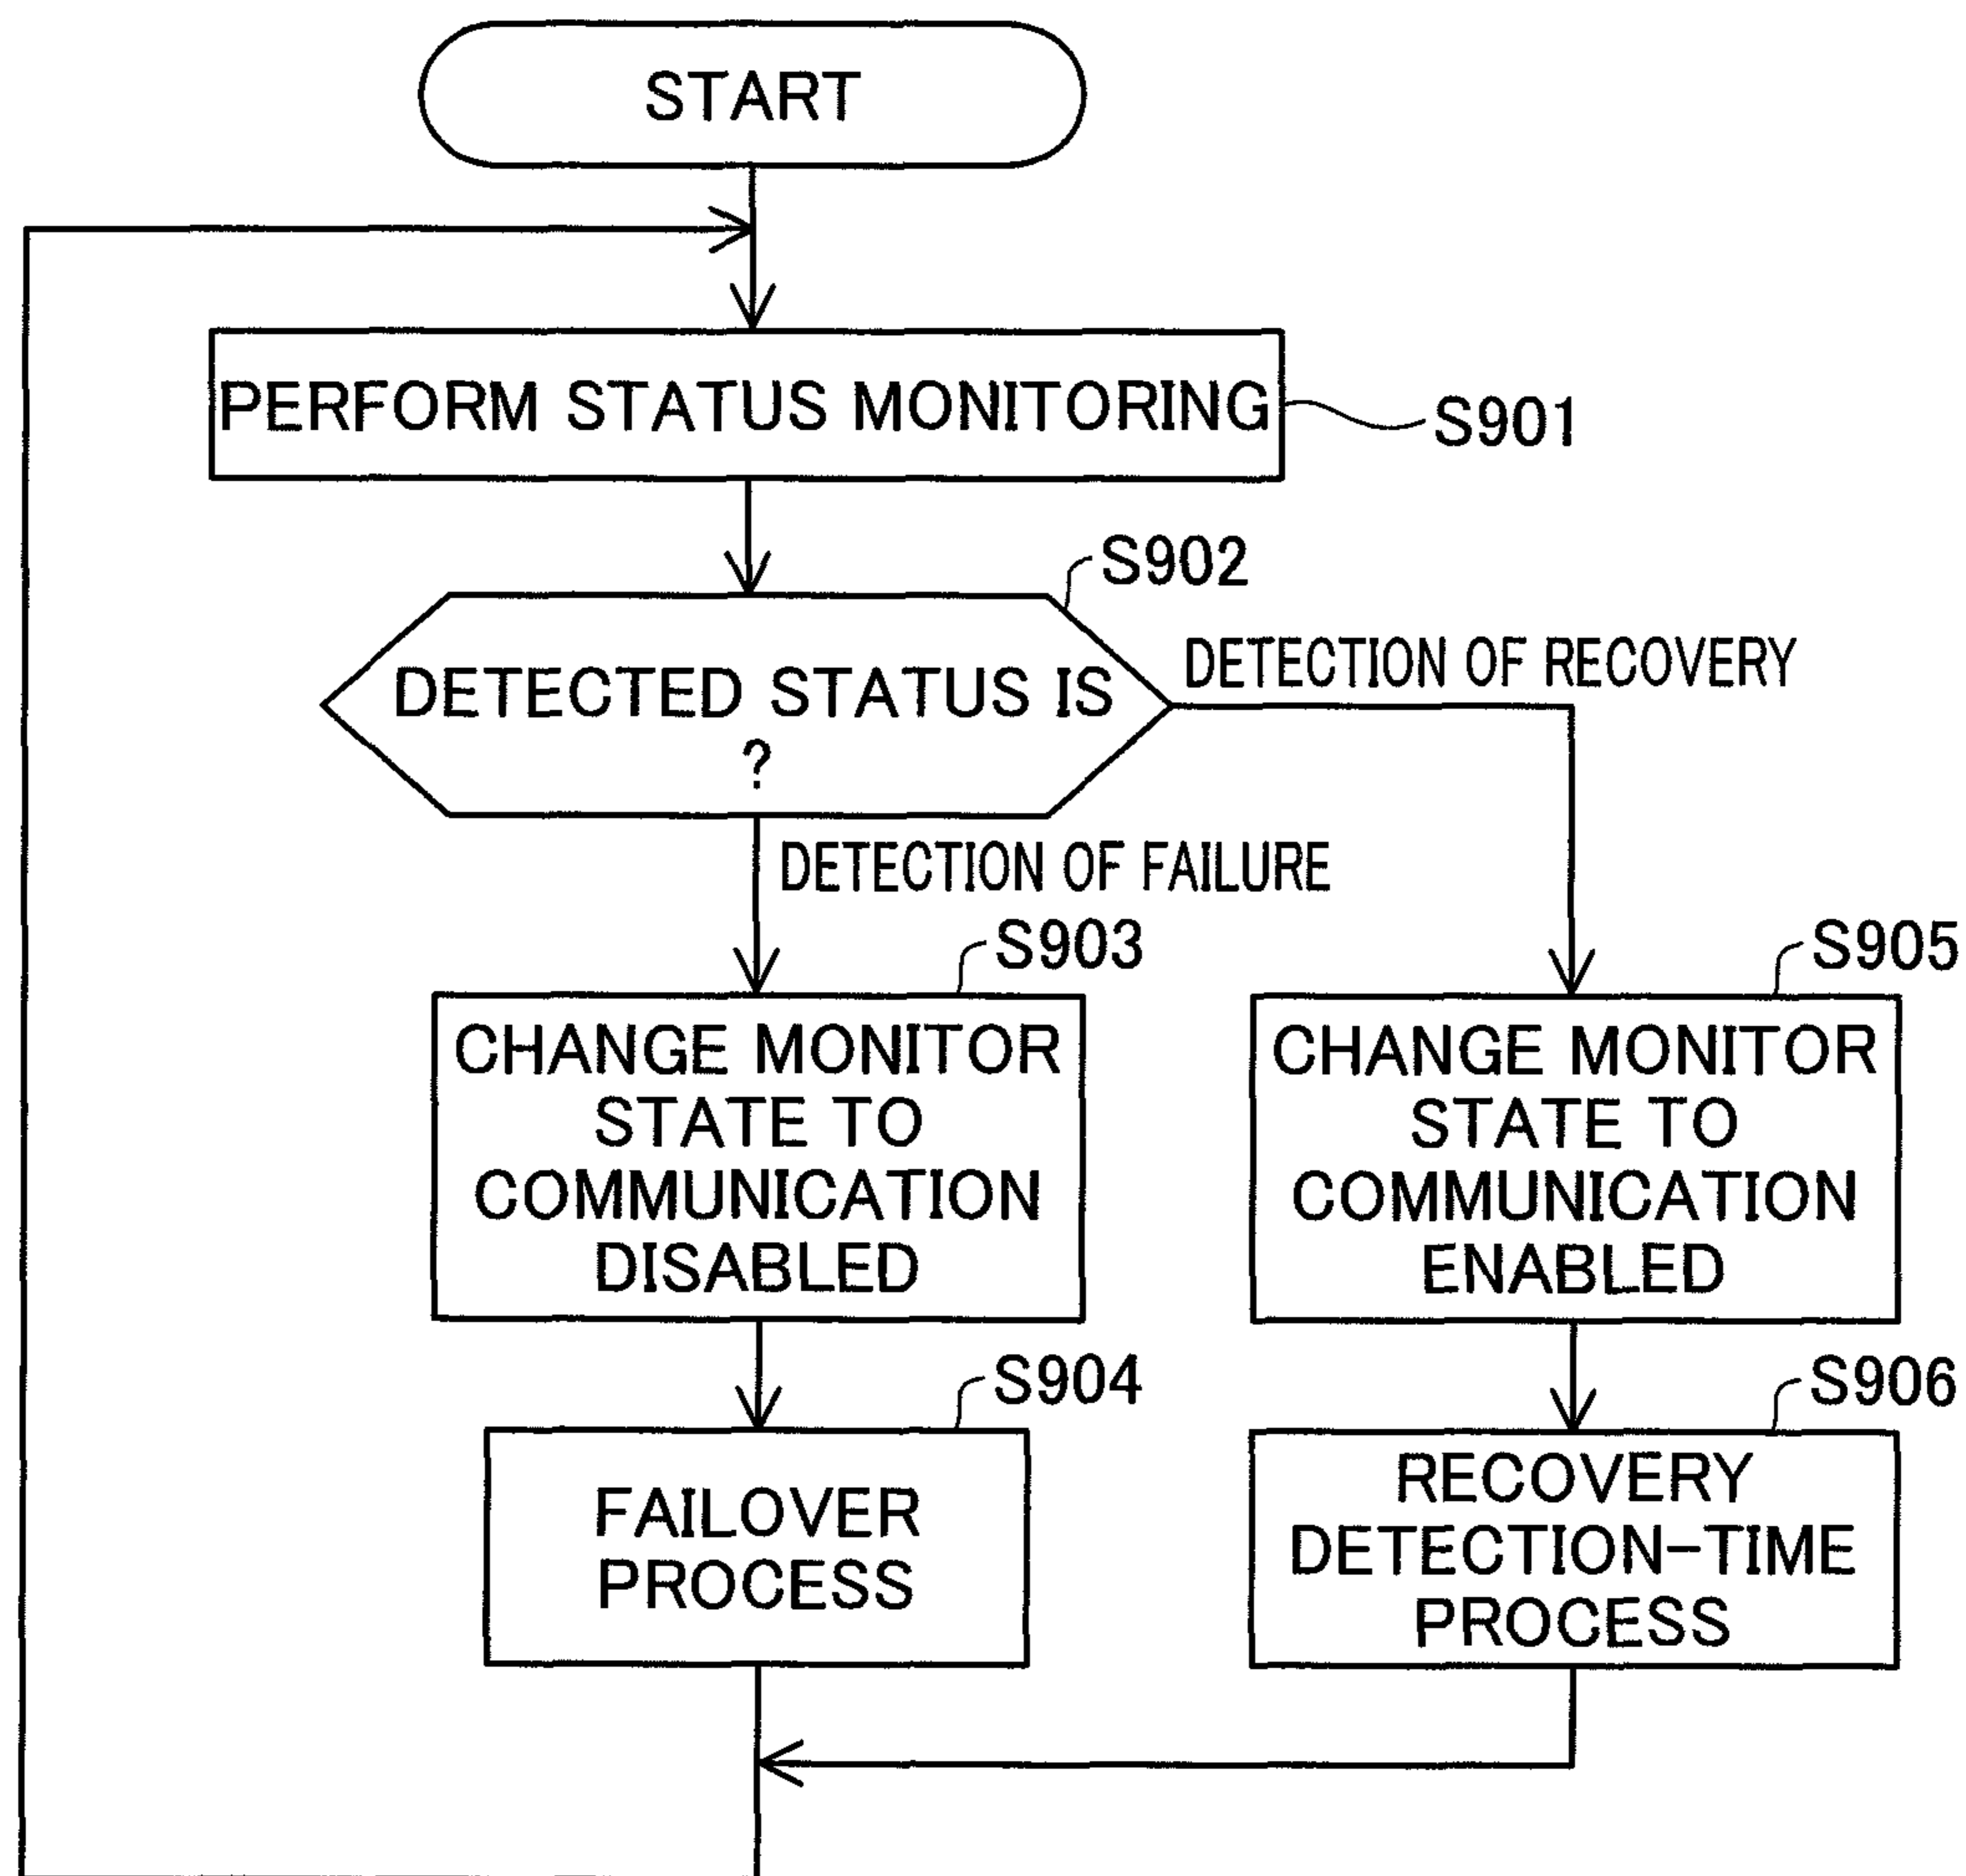 START
PERFORM STATUS MONITORING
S901
S902
DETECTED STATUS IS
?
DETECTION OF RECOVERY
DETECTION OF FAILURE
S903
CHANGE MONITOR
STATE TO
COMMUNICATION
DISABLED
S905
CHANGE MONITOR
STATE TO
COMMUNICATION
ENABLED
S904
FAILOVER
PROCESS
S906
RECOVERY
DETECTION-TIME
PROCESS